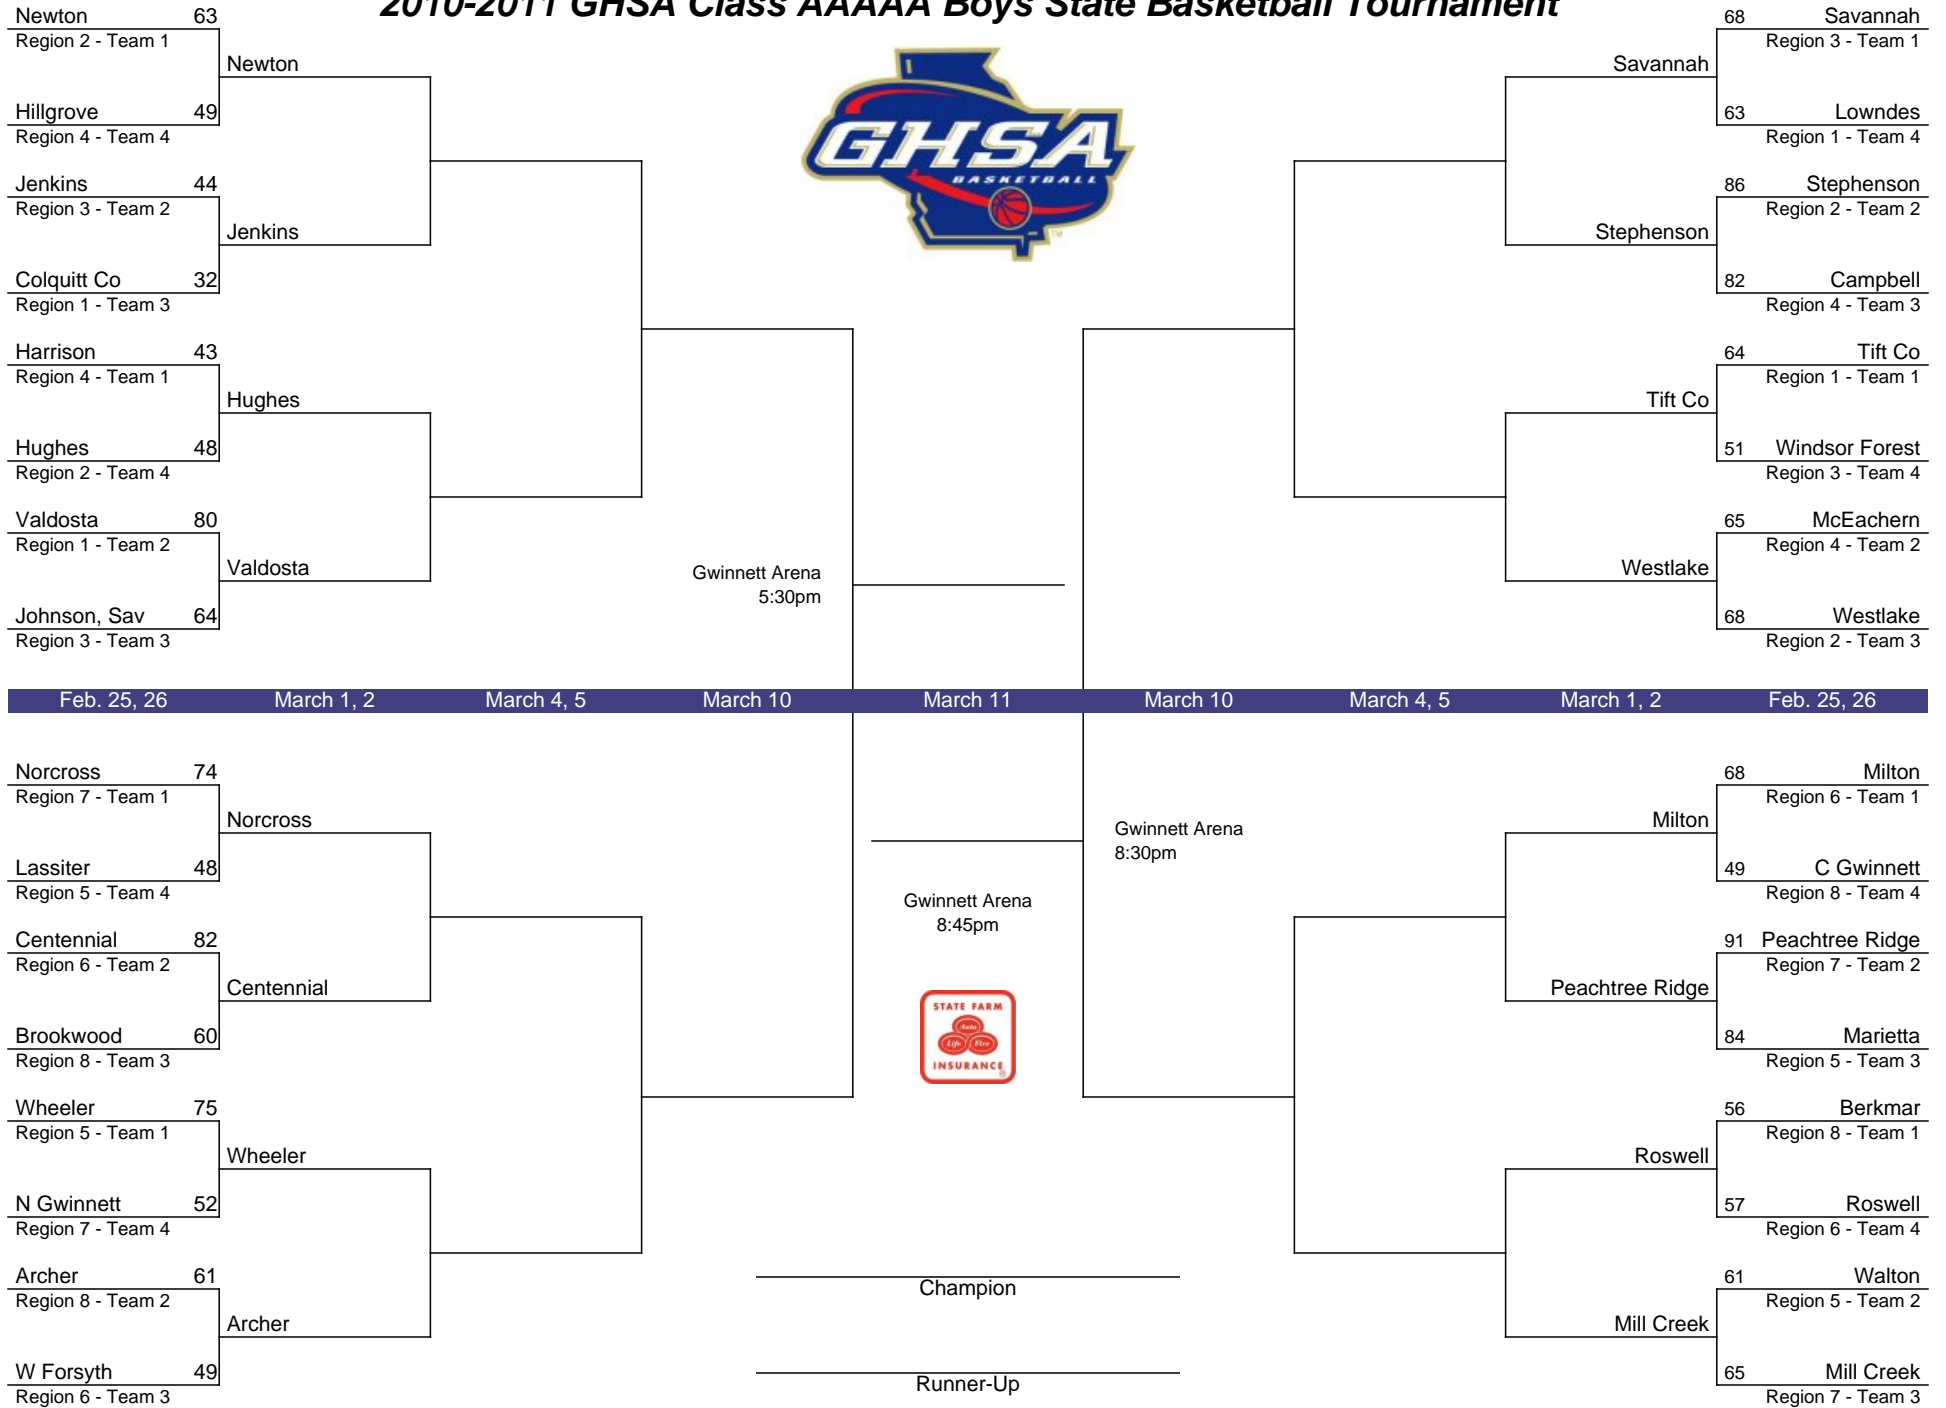 2010-2011 GHSA Class AAAAA Boys State Basketball Tournament
Newton 63
Region 2 - Team 1
Newton
Hillgrove 49
Region 4 - Team 4
Jenkins 44
Region 3 - Team 2
Jenkins
Colquitt Co 32
Region 1 - Team 3
Harrison 43
Region 4 - Team 1
Hughes
Hughes 48
Region 2 - Team 4
Valdosta 80
Region 1 - Team 2
Valdosta
Johnson, Sav 64
Region 3 - Team 3
Gwinnett Arena
5:30pm
GHSA
BASKETBALL
TM
68 Savannah
Region 3 - Team 1
Savannah
63 Lowndes
Region 1 - Team 4
86 Stephenson
Region 2 - Team 2
Stephenson
82 Campbell
Region 4 - Team 3
64 Tift Co
Region 1 - Team 1
Tift Co
51 Windsor Forest
Region 3 - Team 4
65 McEachern
Region 4 - Team 2
Westlake
68 Westlake
Region 2 - Team 3
Feb. 25, 26 March 1, 2 March 4, 5 March 10 March 11 March 10 March 4, 5 March 1, 2 Feb. 25, 26
Norcross 74
Region 7 - Team 1
Norcross
Lassiter 48
Region 5 - Team 4
Centennial 82
Region 6 - Team 2
Centennial
Brookwood 60
Region 8 - Team 3
Wheeler 75
Region 5 - Team 1
Wheeler
N Gwinnett 52
Region 7 - Team 4
Archer 61
Region 8 - Team 2
Archer
W Forsyth 49
Region 6 - Team 3
Gwinnett Arena
8:30pm
Gwinnett Arena
8:45pm
STATE FARM
Auto
Life Fire
INSURANCE
®
Champion
Runner-Up
68 Milton
Region 6 - Team 1
Milton
49 C Gwinnett
Region 8 - Team 4
91 Peachtree Ridge
Region 7 - Team 2
Peachtree Ridge
84 Marietta
Region 5 - Team 3
56 Berkmar
Region 8 - Team 1
Roswell
57 Roswell
Region 6 - Team 4
61 Walton
Region 5 - Team 2
Mill Creek
65 Mill Creek
Region 7 - Team 3